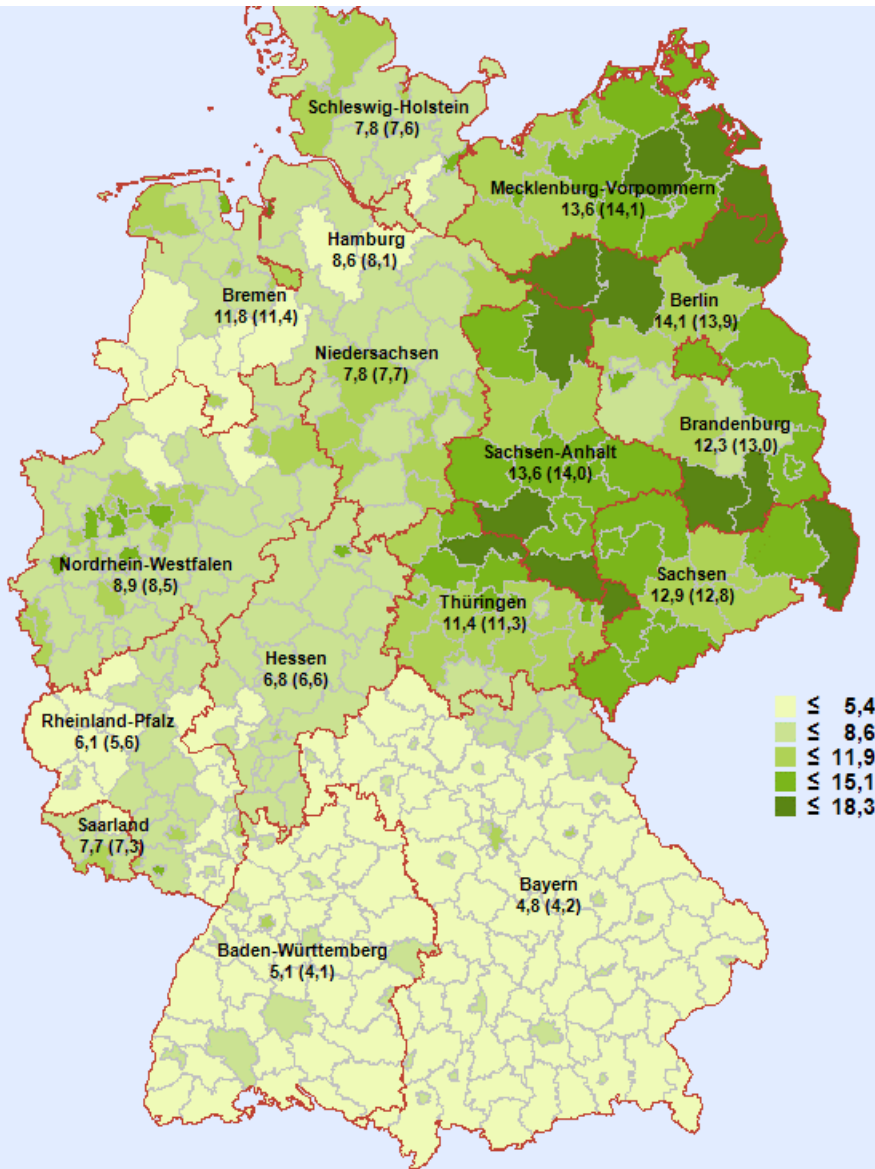 Schleswig-Holstein
7,8 (7,6)
Mecklenburg-Vorpommern
13,6 (14,1)
Hamburg
8,6 (8,1)
Bremen
11,8 (11,4)
Berlin
14,1 (13,9)
Niedersachsen
7,8 (7,7)
Brandenburg
12,3 (13,0)
Sachsen-Anhalt
13,6 (14,0)
Nordrhein-Westfalen
8,9 (8,5)
Sachsen
12,9 (12,8)
Thüringen
11,4 (11,3)
Hessen
6,8 (6,6)
Rheinland-Pfalz
6,1 (5,6)
≤ 5,4
≤ 8,6
≤ 11,9
≤ 15,1
≤ 18,3
Saarland
7,7 (7,3)
Bayern
4,8 (4,2)
Baden-Württemberg
5,1 (4,1)